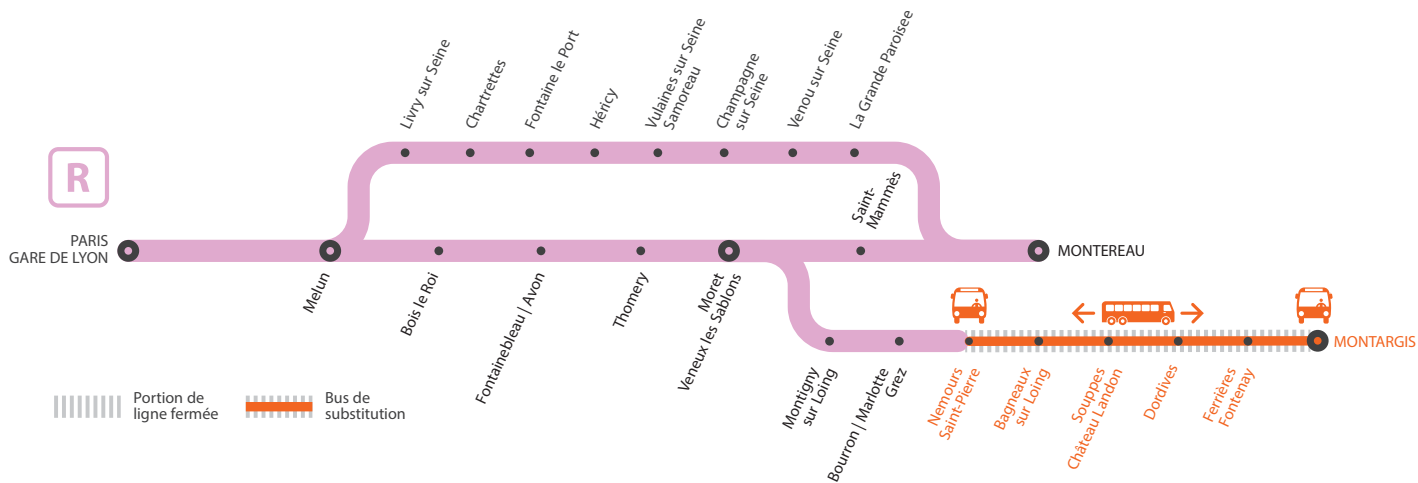 Livry sur Seine
Chartrettes
Fontaine le Port
Héricy
Vulaines sur Seine
Samoreau
Champagne
sur Seine
Venou sur Seine
La Grande Paroisee
R
PARIS
GARE DE LYON
Melun
Bois le Roi
Fontainebleau | Avon
Thomery
Moret
Veneux les Sablons
Saint-
Mammès
MONTEREAU
Montigny
sur Loing
Bourron | Marlotte
Grez
Nemours
Saint-Pierre
Bagneaux
sur Loing
Souppes
Château Landon
Dordives
Ferrières
Fontenay
MONTARGIS
Portion de
ligne fermée
Bus de
substitution